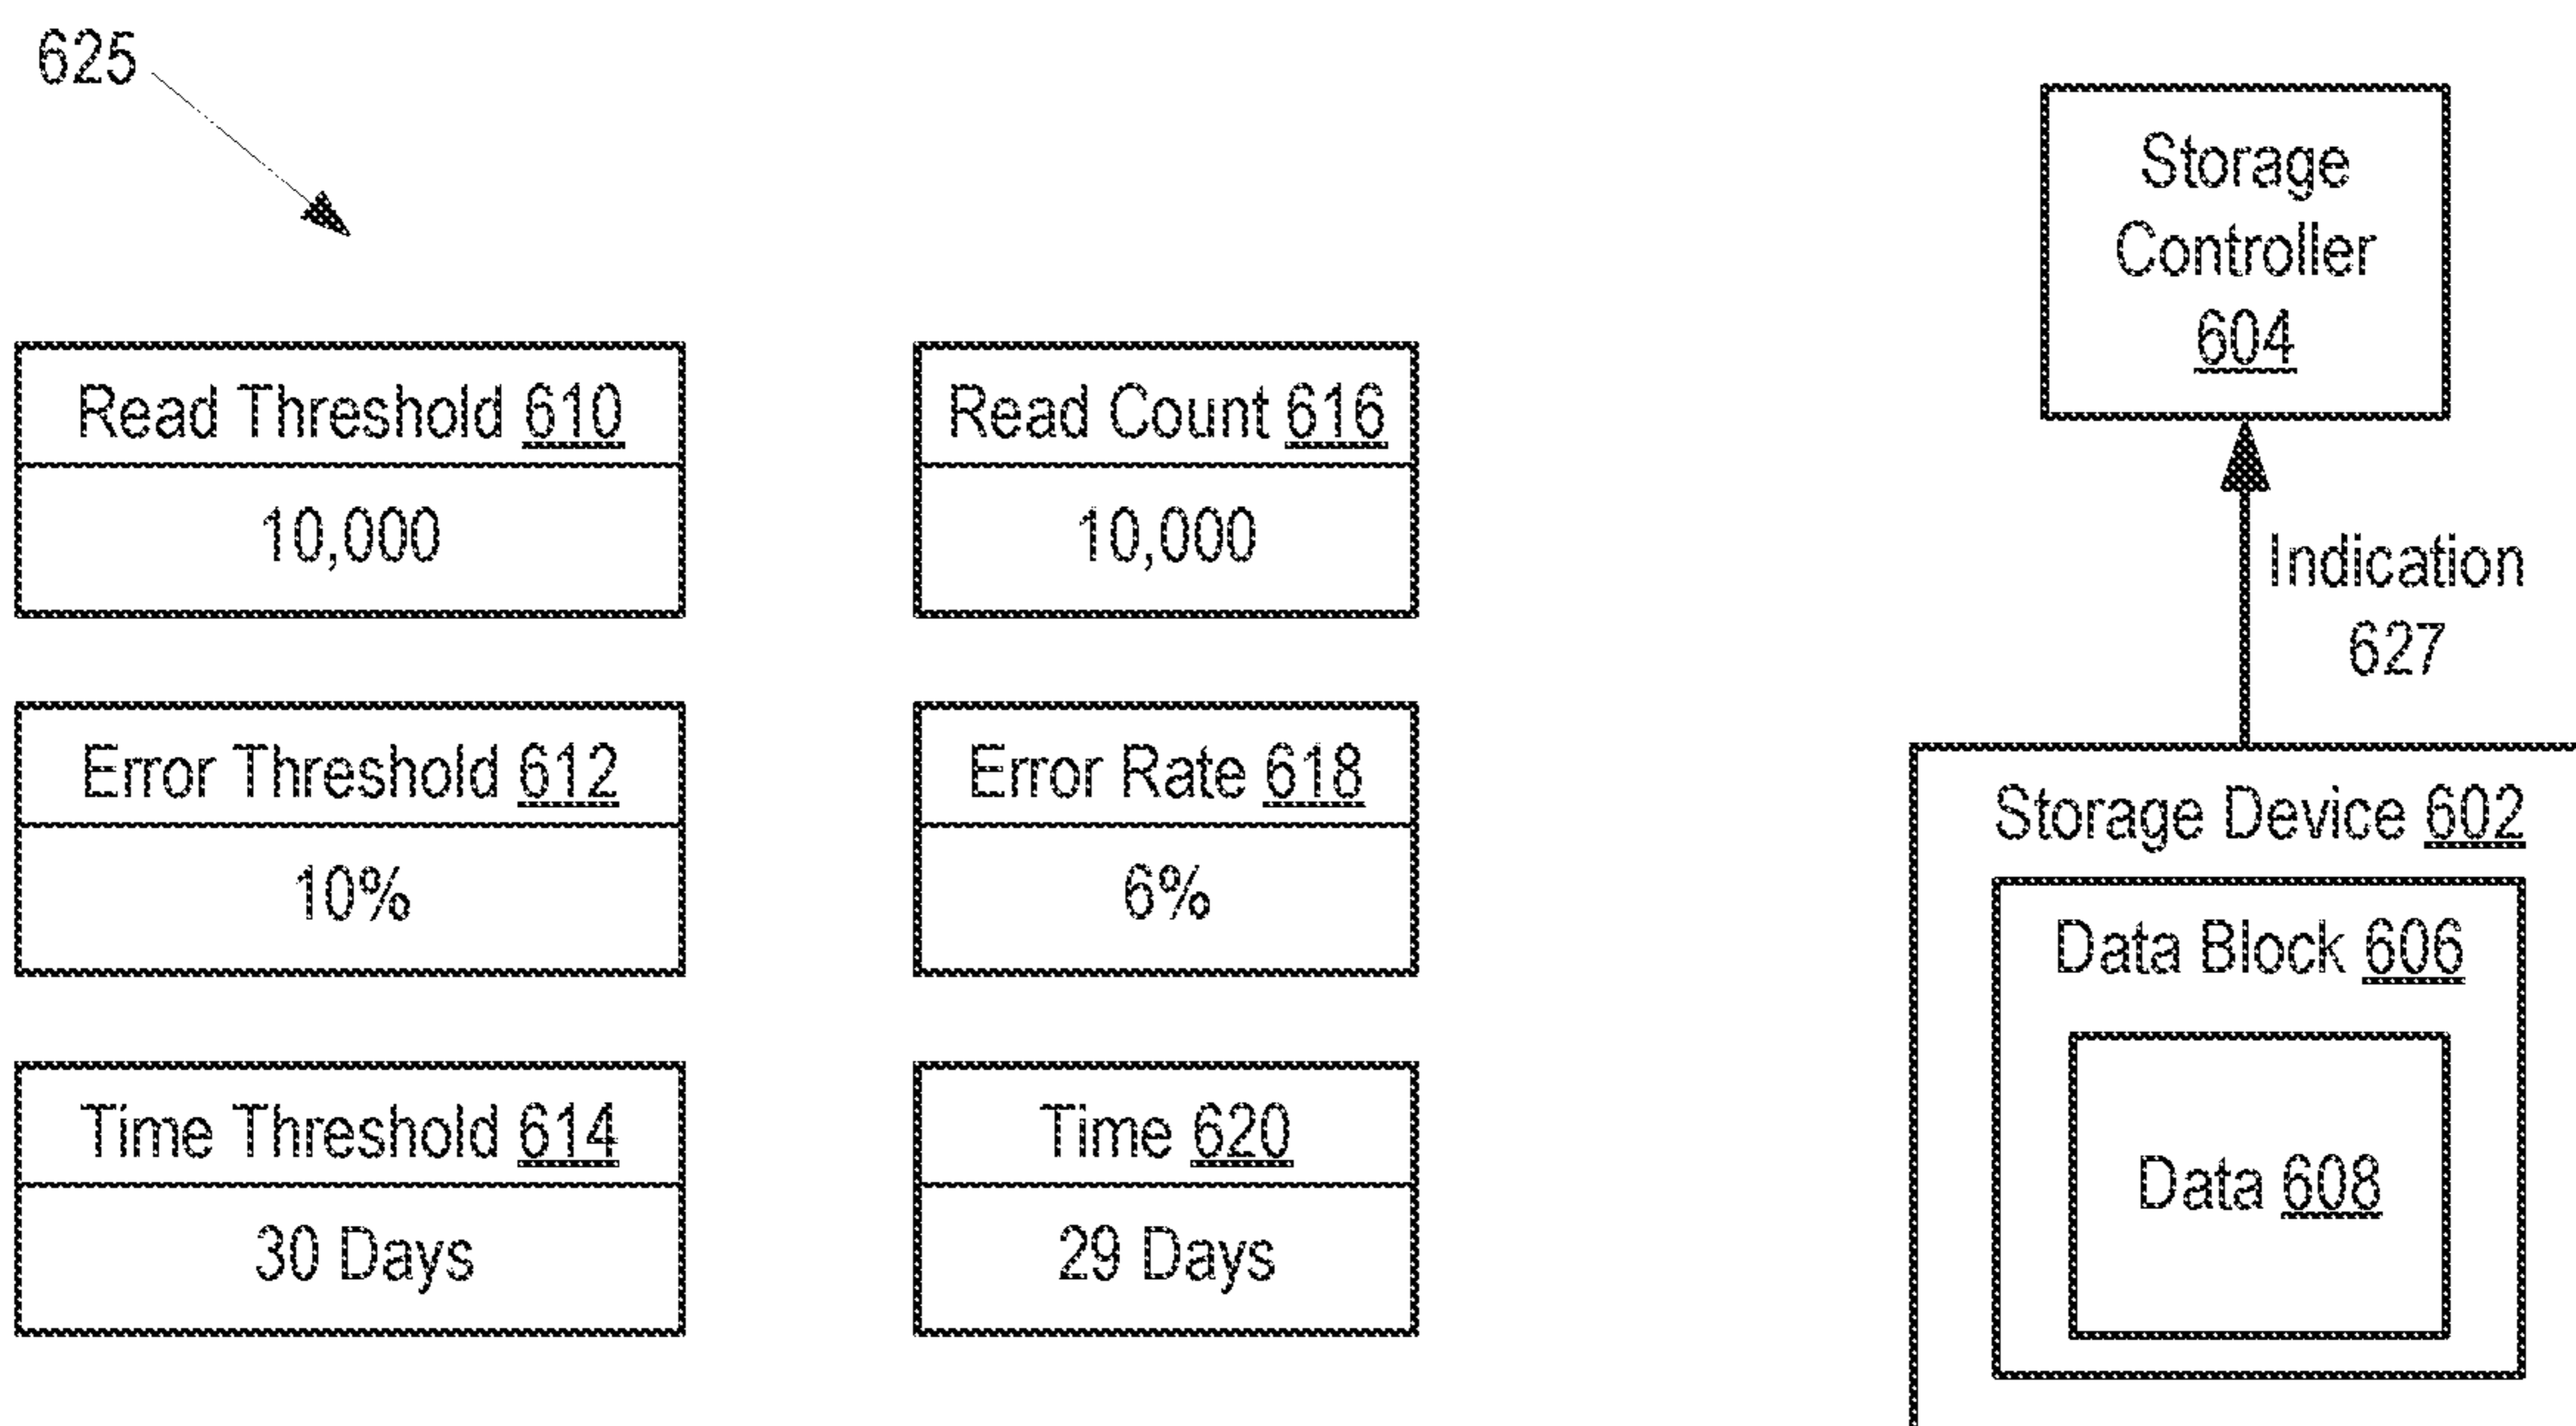 625
Read Threshold 610
10,000
Read Count 616
10,000
Error Threshold 612
10%
Error Rate 618
6%
Time Threshold 614
30 Days
Time 620
29 Days
Storage
Controller
604
Indication
627
Storage Device 602
Data Block 606
Data 608